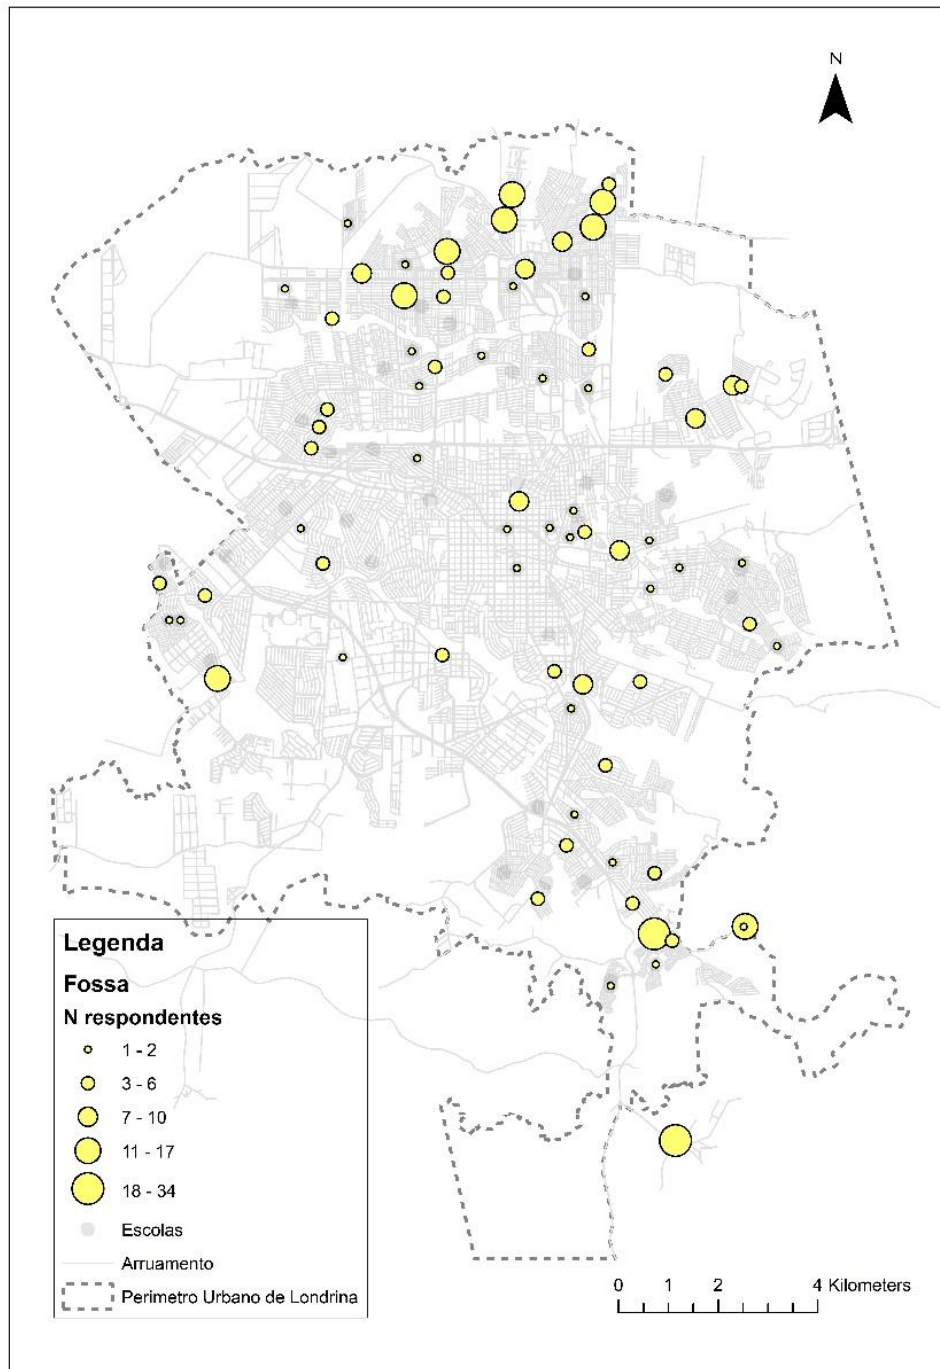 N
Legenda
Fossa
N respondentes
1 - 2
3 - 6
7 - 10
11 - 17
18 - 34
Escolas
Arruamento
Perimetro Urbano de Londrina
0 1 2 4 Kilometers